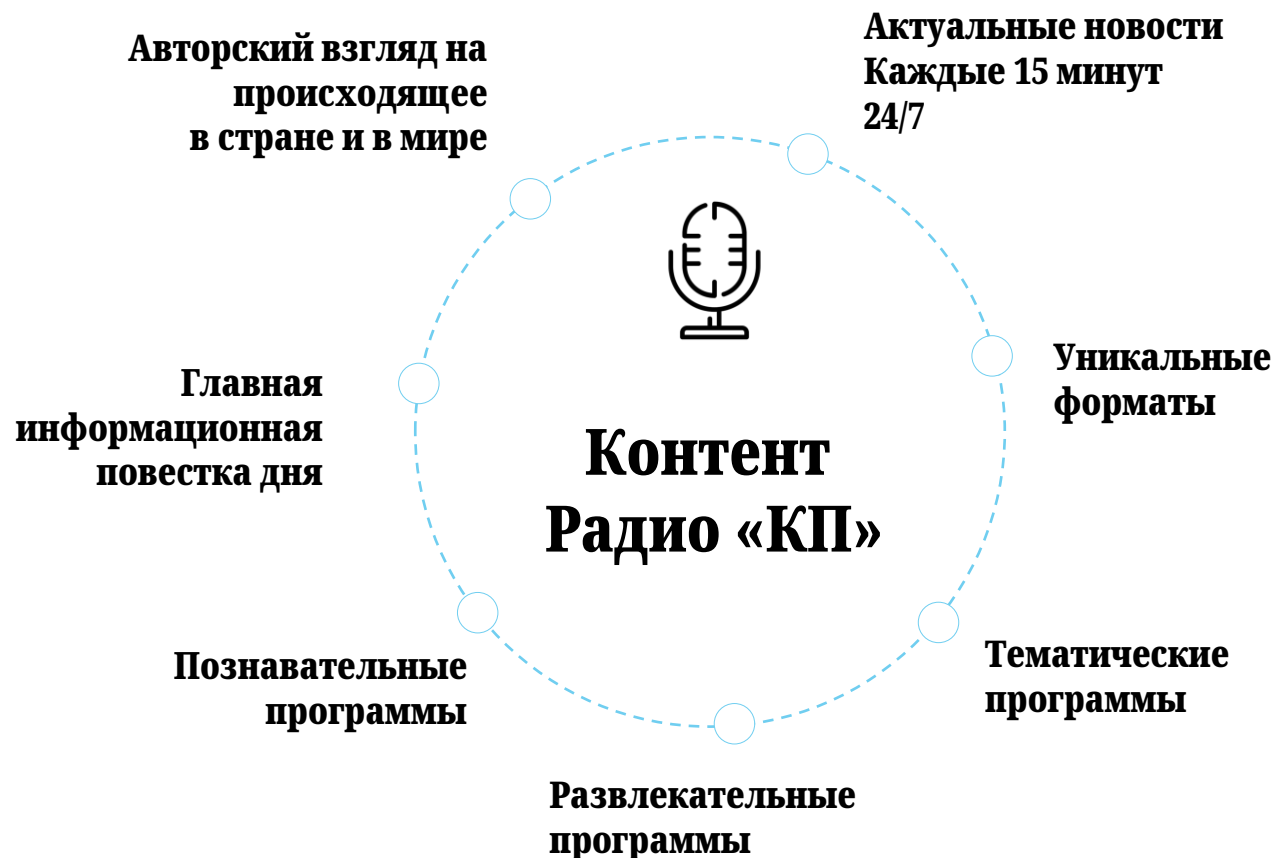 Авторский взгляд на
происходящее
в стране и в мире
Актуальные новости
Каждые 15 минут
24/7
Уникальные
форматы
Главная
информационная
повестка дня
Контент
Радио «КП»
Тематические
программы
Познавательные
программы
Развлекательные
программы